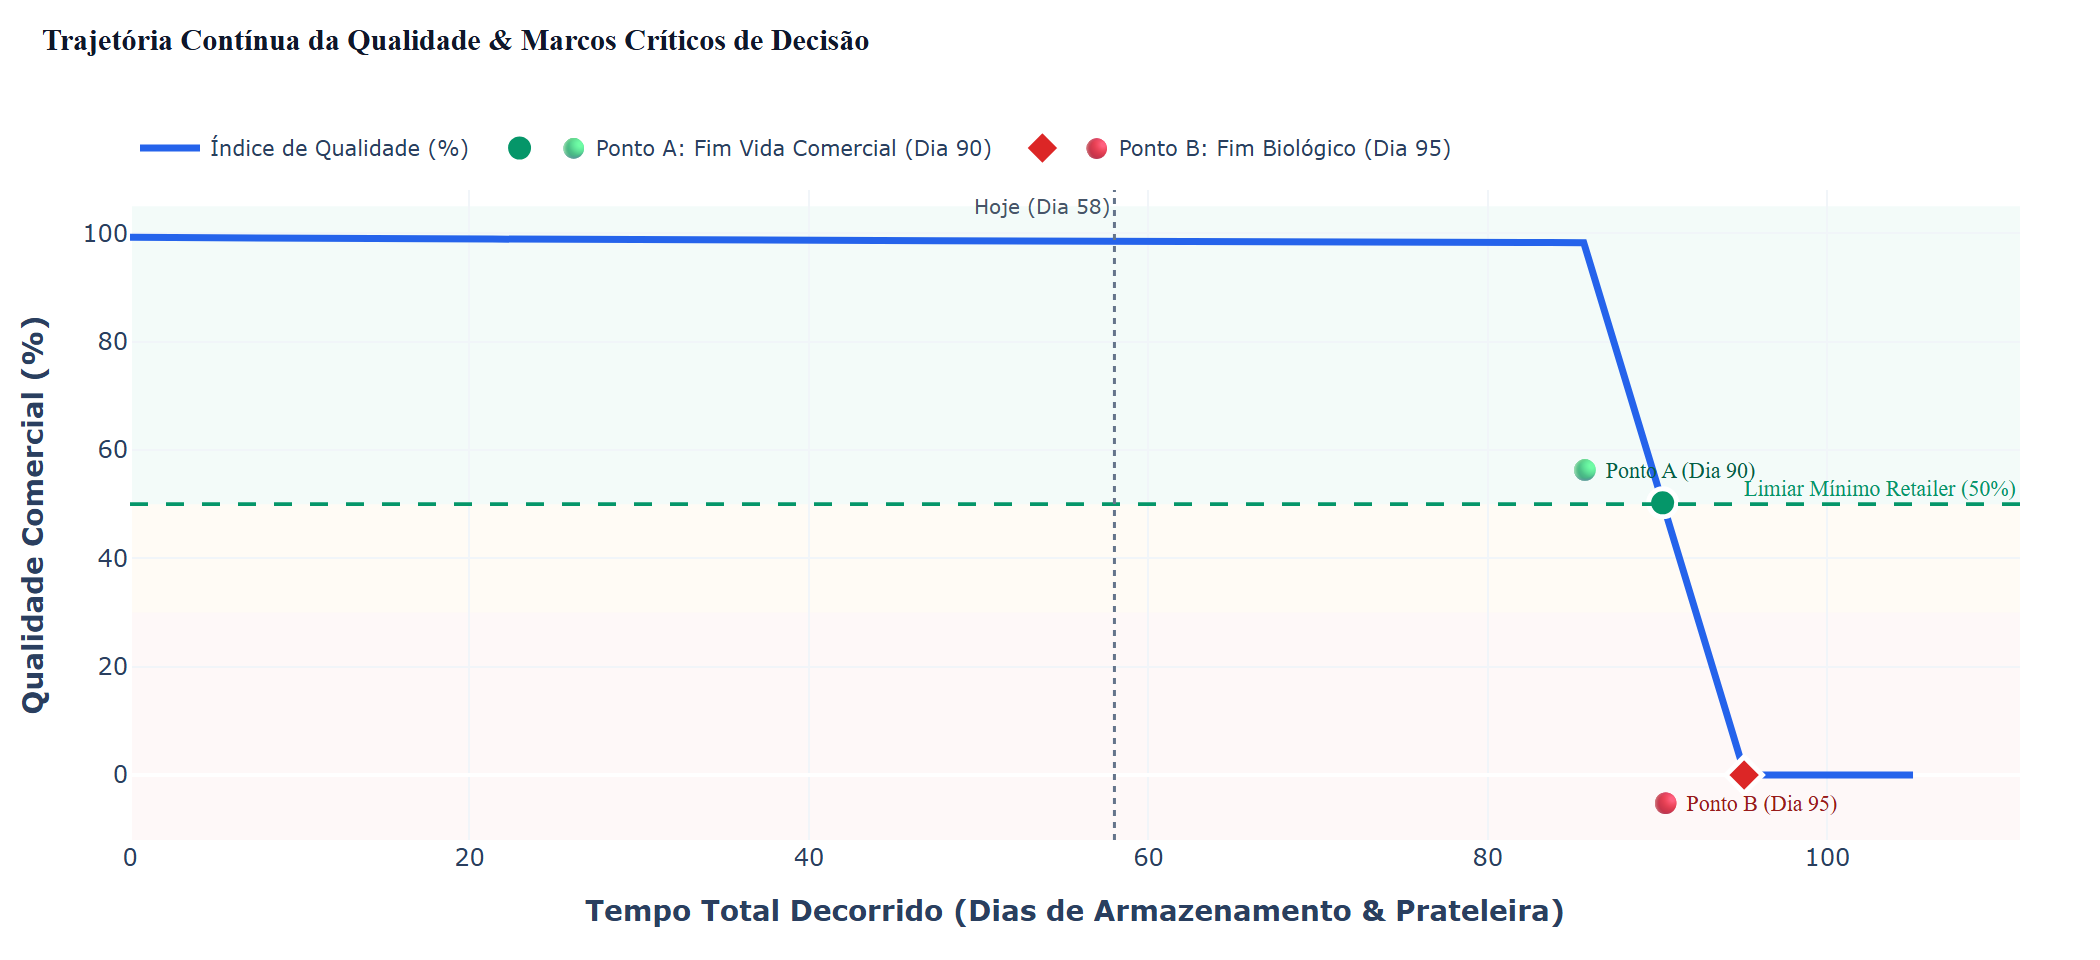 Trajetória Contínua da Qualidade & Marcos Críticos de Decisão
Índice de Qualidade (%)
Ponto A: Fim Vida Comercial (Dia 90)
Ponto B: Fim Biológico (Dia 95)
Hoje (Dia 58)
100
80
60
40
20
0
Qualidade Comercial (%)
Ponto A (Dia 90)
Limiar Mínimo Retailer (50%)
Ponto B (Dia 95)
0
20
40
60
80
100
Tempo Total Decorrido (Dias de Armazenamento & Prateleira)